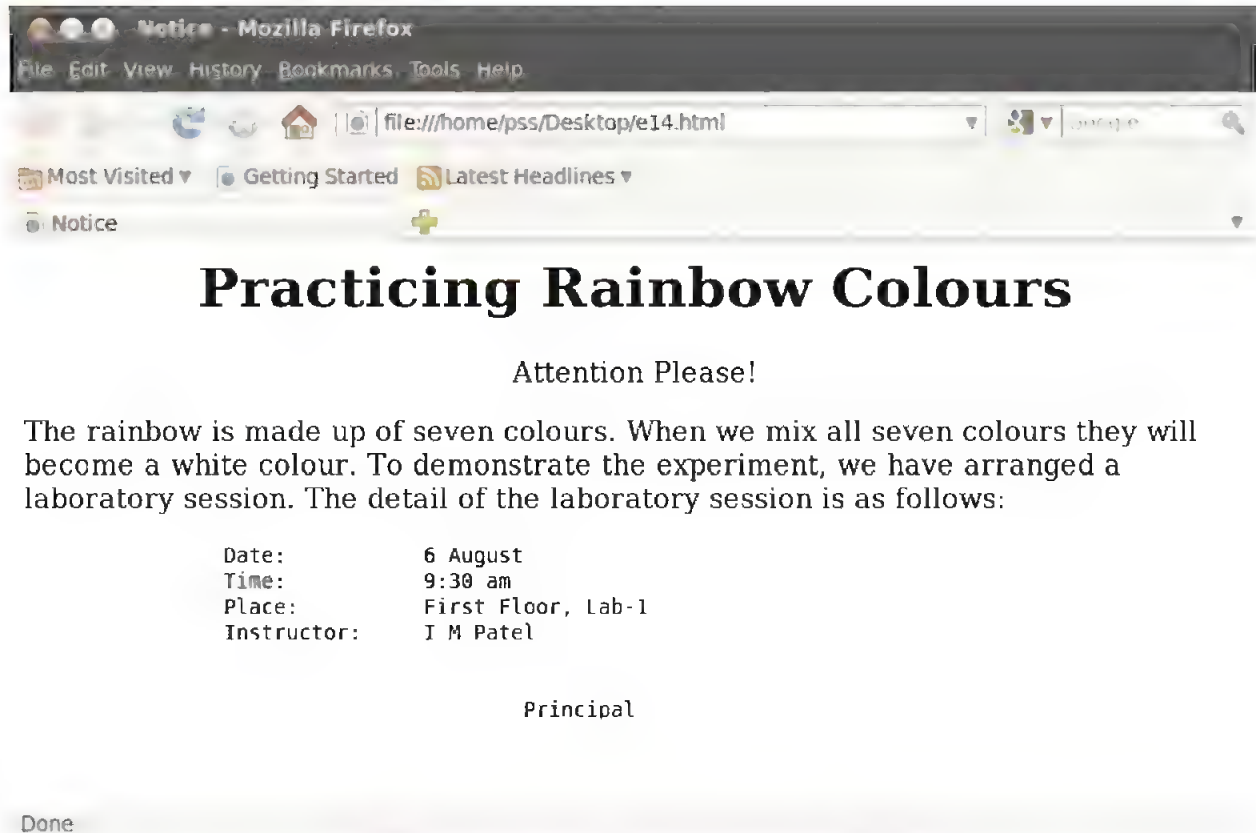 Notice - Mozilla Firefox
File Edit View History Bookmarks Tools Help
file:///home/pss/Desktop/e14.html
Most Visited Getting Started Latest Headlines
Notice
Practicing Rainbow Colours
Attention Please!
The rainbow is made up of seven colours. When we mix all seven colours they will
become a white colour. To demonstrate the experiment, we have arranged a
laboratory session. The detail of the laboratory session is as follows:
Date: 6 August
Time: 9:30 am
Place: First Floor, Lab-1
Instructor: I M Patel
Principal
Done